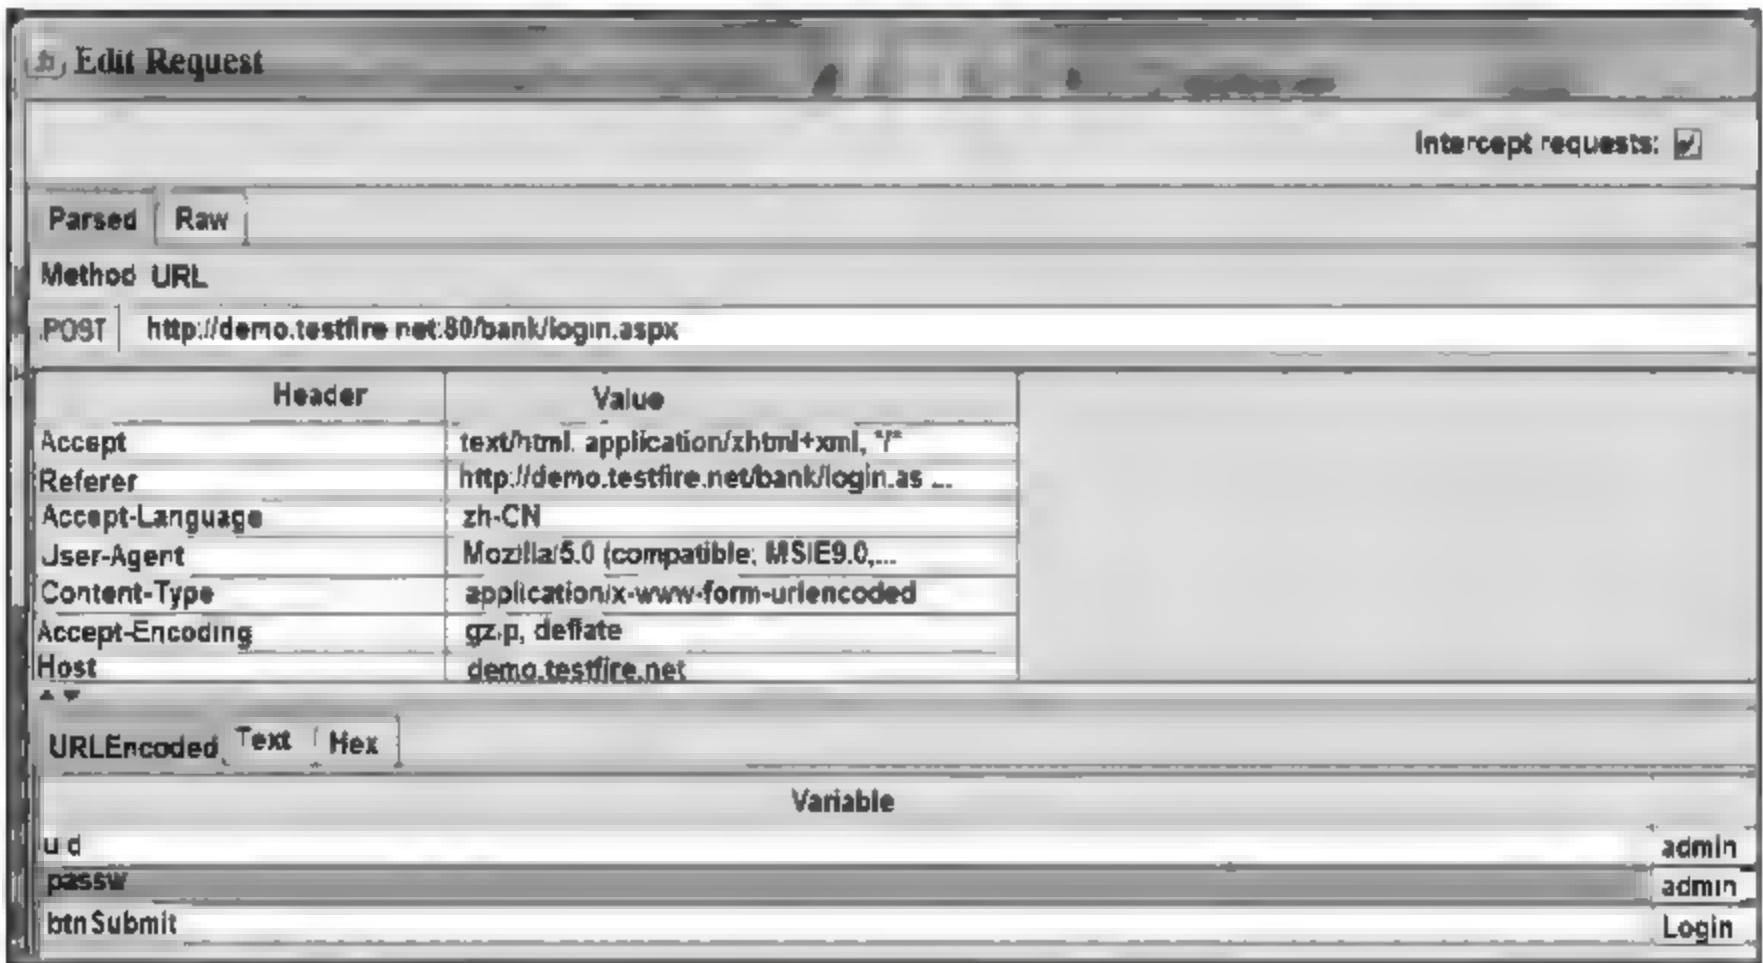 Edit Request
Intercept requests:
Parsed Raw
Method URL
POST http://demo.testfire.net:80/bank/login.aspx
Header Value
Accept text/html, application/xhtml+xml, */*
Referer http://demo.testfire.net/bank/login.as ...
Accept-Language zh-CN
User-Agent Mozilla/5.0 (compatible; MSIE9.0,...
Content-Type application/x-www-form-urlencoded
Accept-Encoding gzip, deflate
Host demo.testfire.net
URLEncoded Text Hex
Variable
uid admin
passw admin
btnSubmit Login